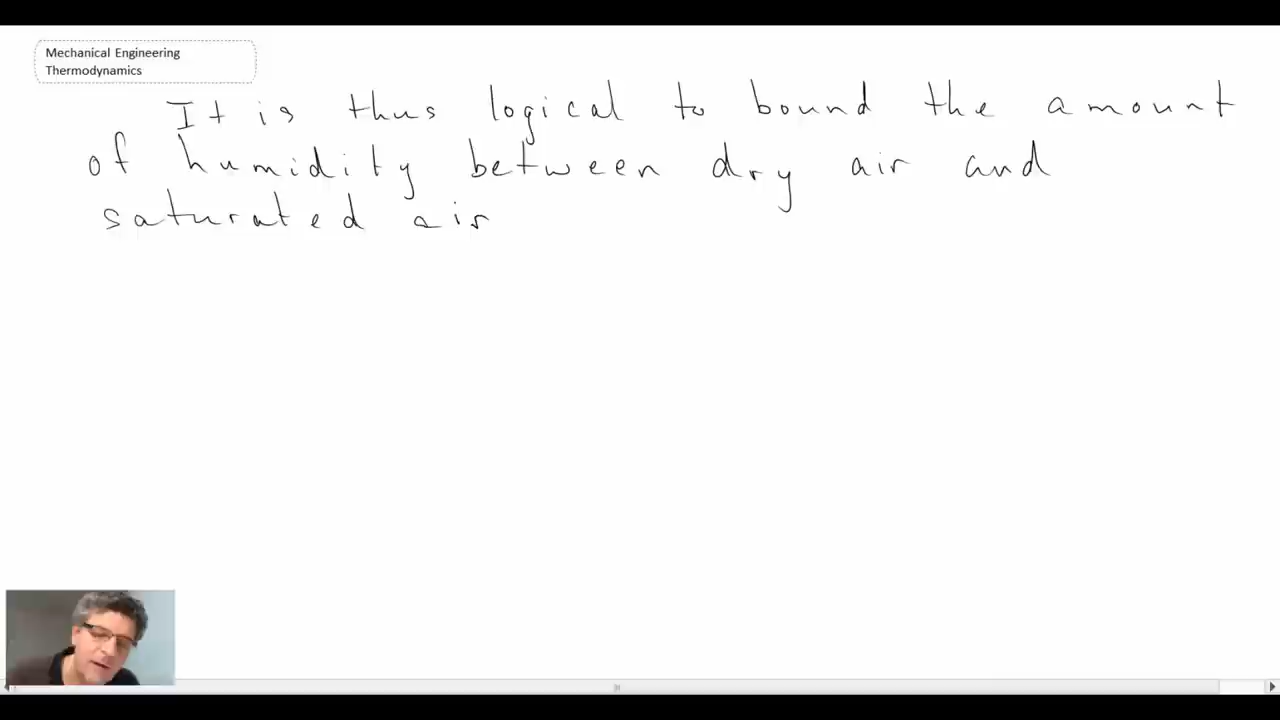 Mechanical Engineering
Thermodynamics
It is thus logical to bound the amount
of humidity between dry air and
saturated air